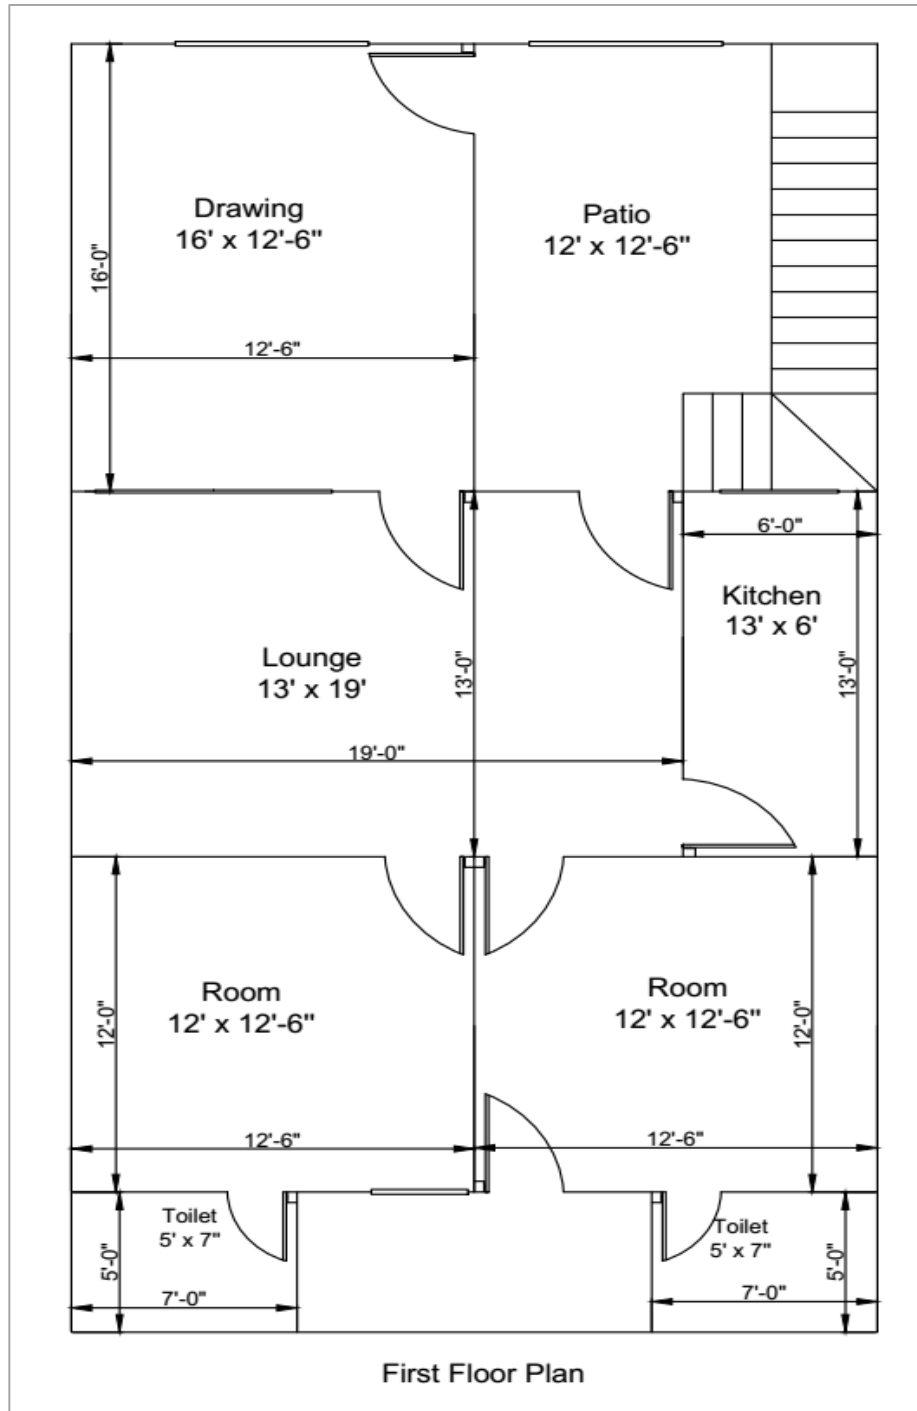 Drawing
16' x 12'-6"
Patio
12' x 12'-6"
16'-0"
12'-6"
6'-0"
Kitchen
13' x 6'
Lounge
13' x 19'
13'-0"
13'-0"
19'-0"
Room
12' x 12'-6"
Room
12' x 12'-6"
12'-0"
12'-0"
12'-6"
12'-6"
Toilet
5' x 7"
Toilet
5' x 7"
5'-0"
5'-0"
7'-0"
7'-0"
First Floor Plan